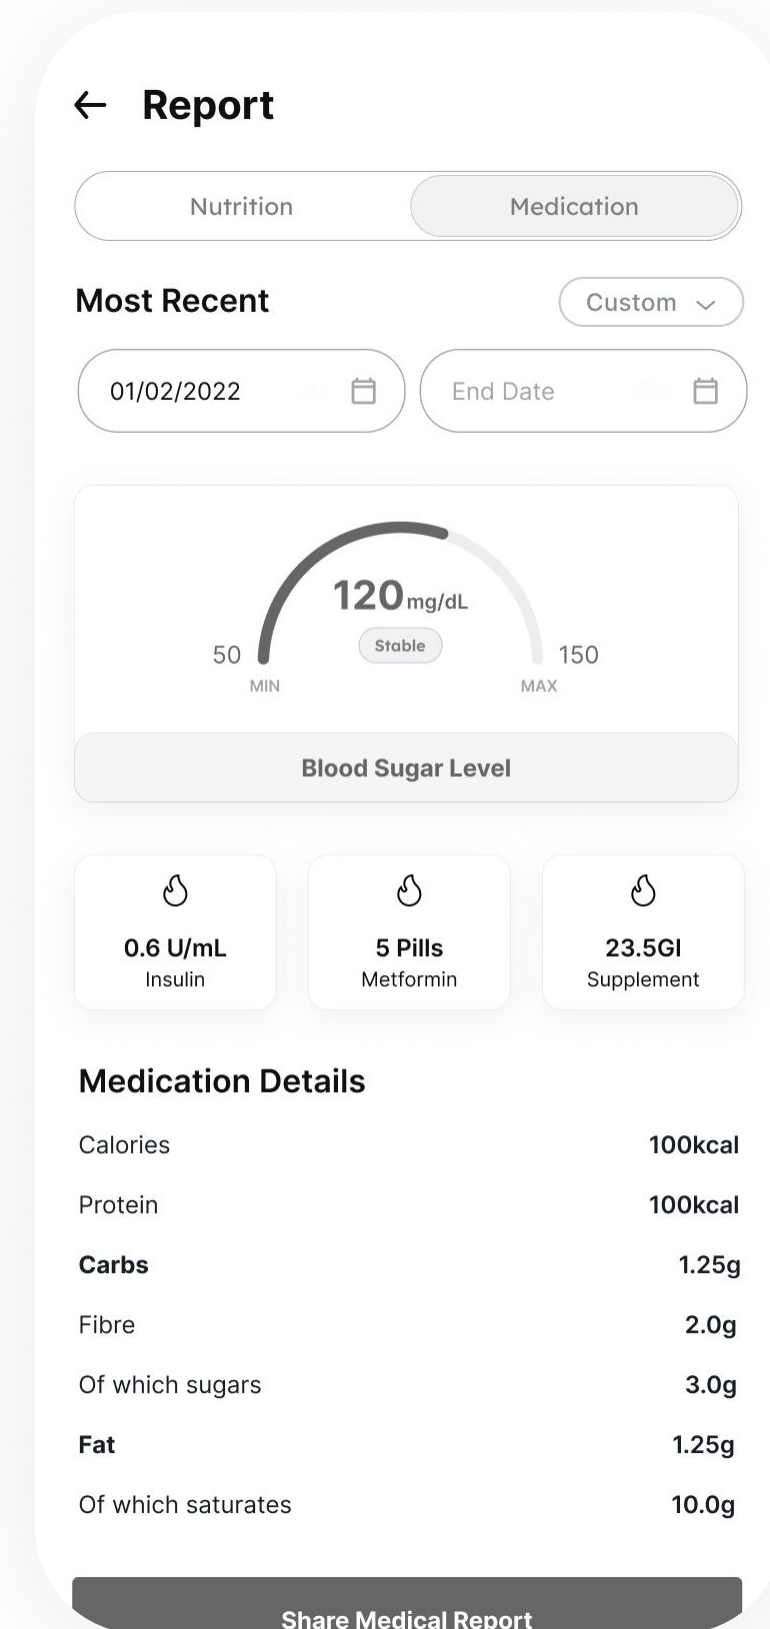 Report
Nutrition Medication
Most Recent Custom
01/02/2022 End Date
120 mg/dL
Stable
50 150
MIN MAX
Blood Sugar Level
0.6 U/mL 5 Pills 23.5GI
Insulin Metformin Supplement
Medication Details
Calories 100kcal
Protein 100kcal
Carbs 1.25g
Fibre 2.0g
Of which sugars 3.0g
Fat 1.25g
Of which saturates 10.0g
Share Medical Report